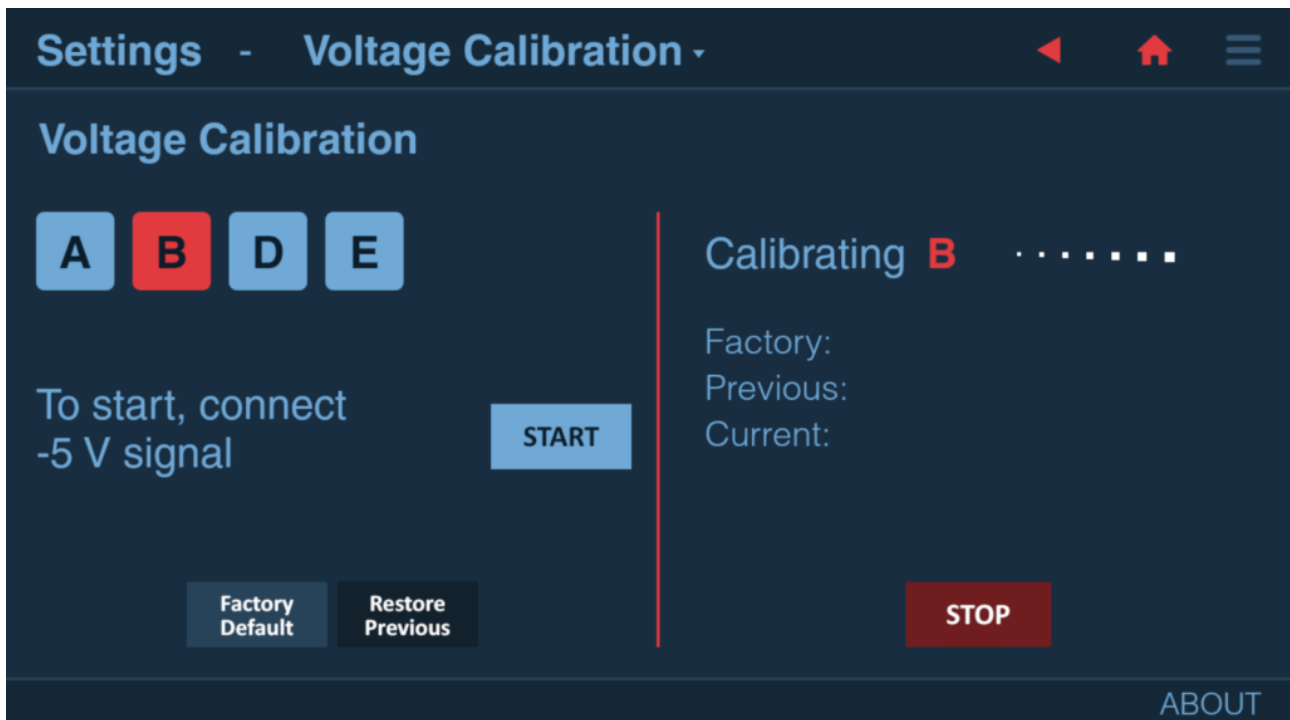 Settings - Voltage Calibration
Voltage Calibration
A B D E
To start, connect
-5 V signal
START
Factory
Default
Restore
Previous
Calibrating B
Factory:
Previous:
Current:
STOP
ABOUT